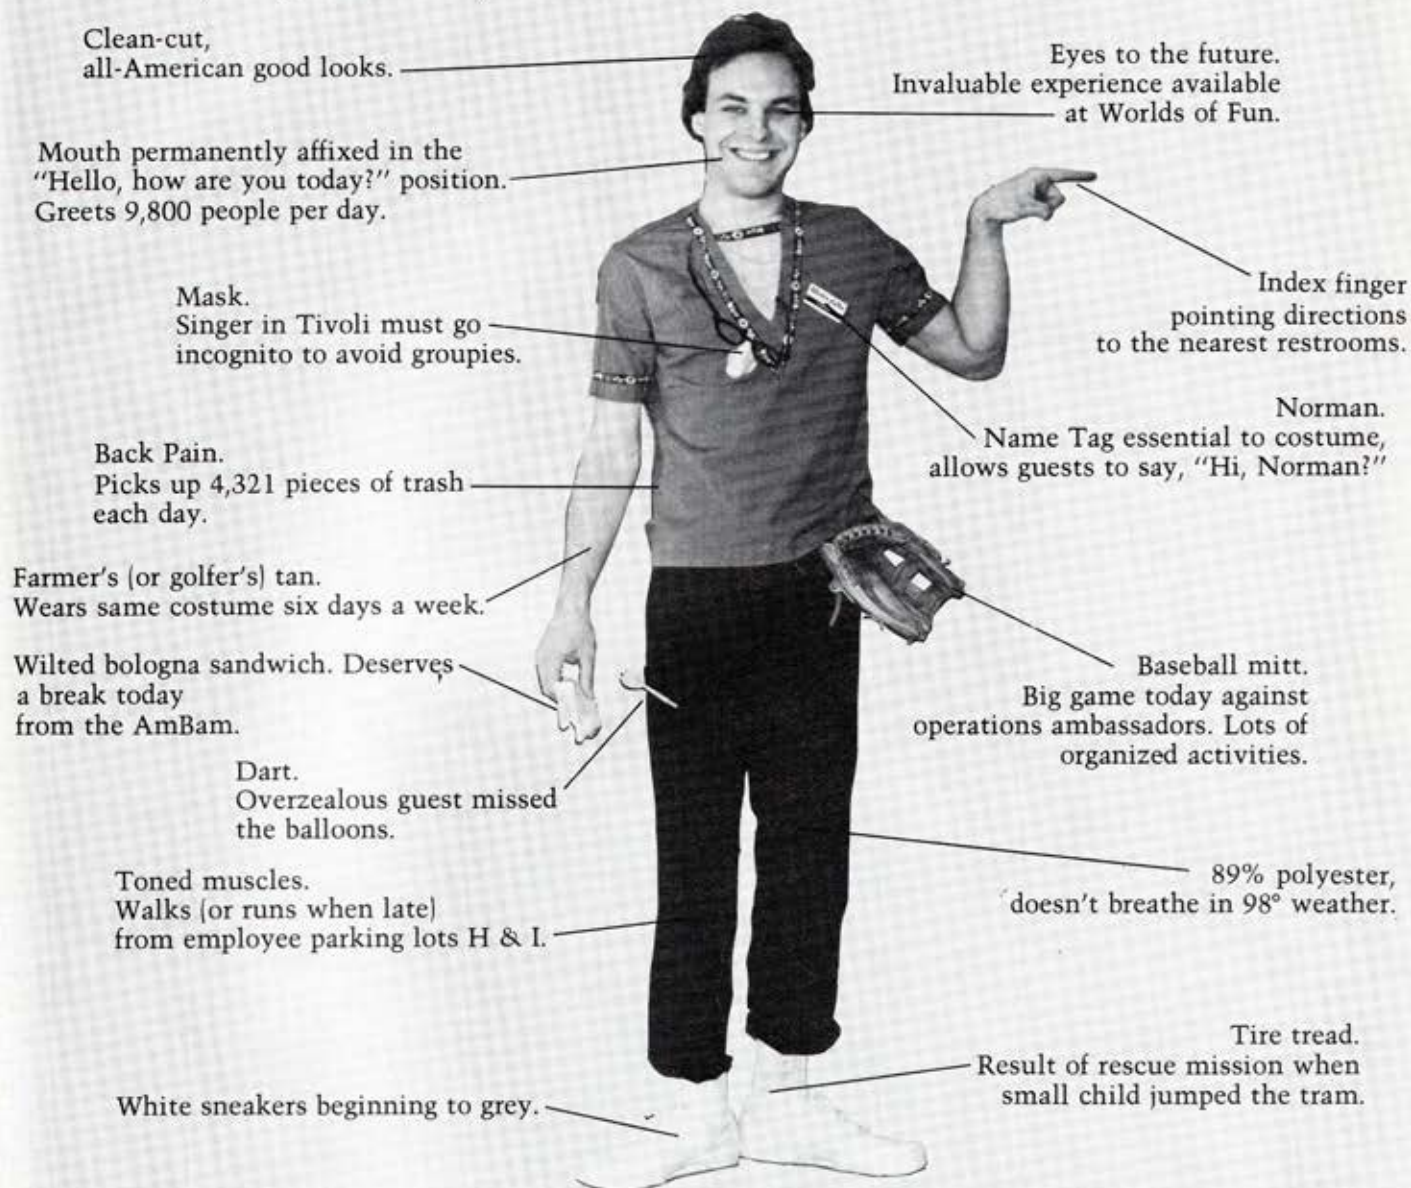 Clean-cut,
all-American good looks.
Eyes to the future.
Invaluable experience available
at Worlds of Fun.
Mouth permanently affixed in the
"Hello, how are you today?" position.
Greets 9,800 people per day.
Index finger
pointing directions
to the nearest restrooms.
Mask.
Singer in Tivoli must go
incognito to avoid groupies.
Norman.
Name Tag essential to costume,
allows guests to say, "Hi, Norman?"
Back Pain.
Picks up 4,321 pieces of trash
each day.
Farmer's (or golfer's) tan.
Wears same costume six days a week.
Wilted bologna sandwich. Deserves
a break today
from the AmBam.
Baseball mitt.
Big game today against
operations ambassadors. Lots of
organized activities.
Dart.
Overzealous guest missed
the balloons.
Toned muscles.
Walks (or runs when late)
from employee parking lots H & I.
89% polyester,
doesn't breathe in 98° weather.
Tire tread.
Result of rescue mission when
small child jumped the tram.
White sneakers beginning to grey.